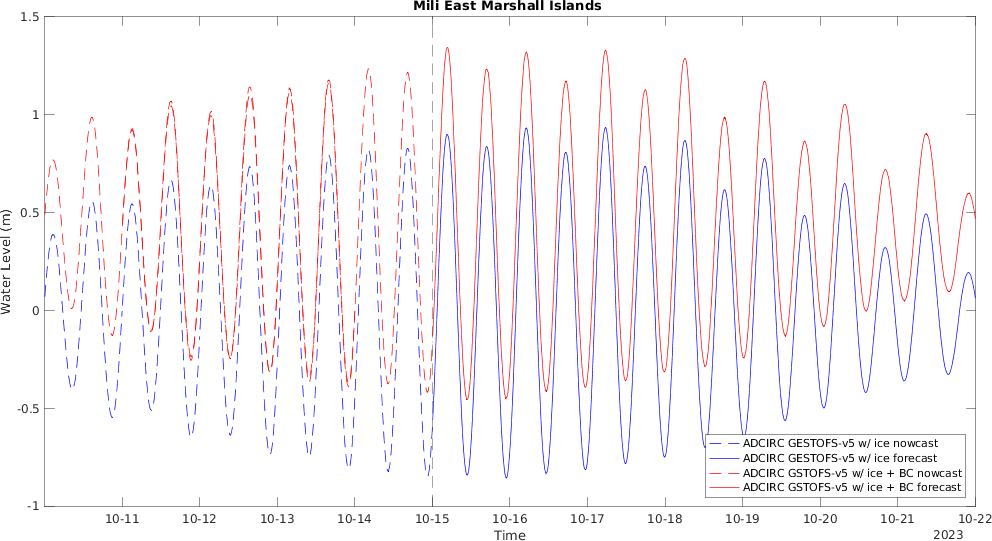 Mili East Marshall Islands
1.5
1
0.5
0
-0.5
-1
Water Level (m)
ADCIRC GESTOFS-v5 w/ ice nowcast
ADCIRC GESTOFS-v5 w/ ice forecast
ADCIRC GSTOFS-v5 w/ ice + BC nowcast
ADCIRC GSTOFS-v5 w/ ice + BC forecast
10-11 10-12 10-13 10-14 10-15 10-16 10-17 10-18 10-19 10-20 10-21 10-22
Time
2023